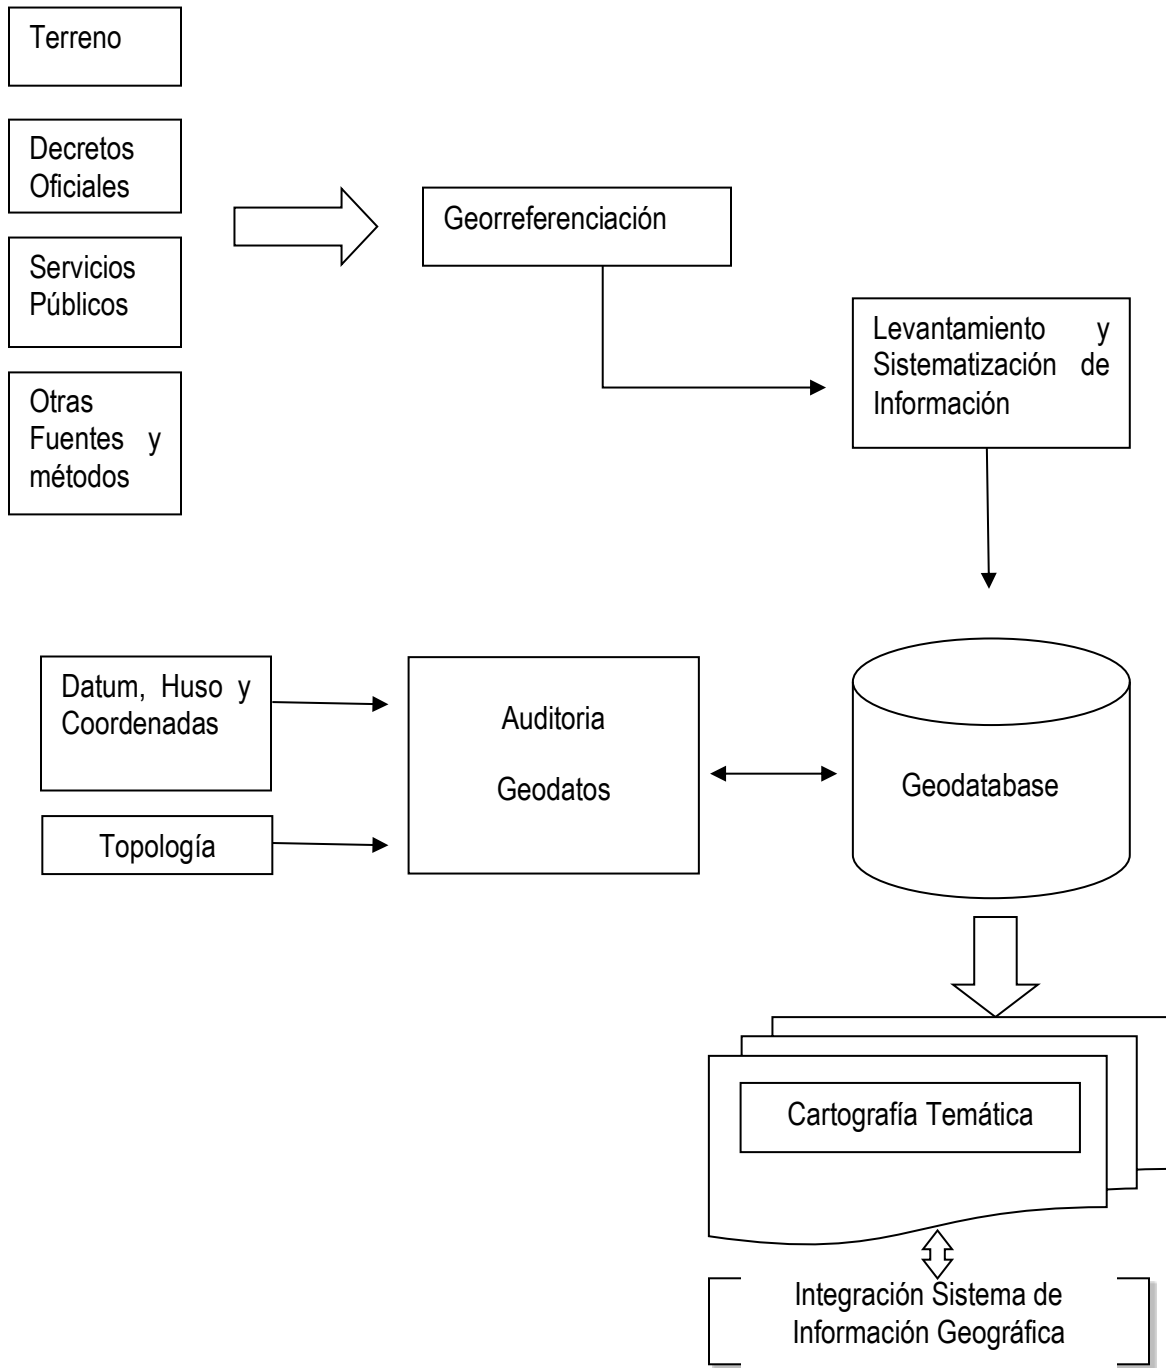 Terreno
Decretos
Oficiales
Servicios
Públicos
Otras
Fuentes y
métodos
Georreferenciación
Levantamiento y
Sistematización de
Información
Datum, Huso y
Coordenadas
Topología
Auditoria
Geodatos
Geodatabase
Cartografía Temática
Integración Sistema de
Información Geográfica